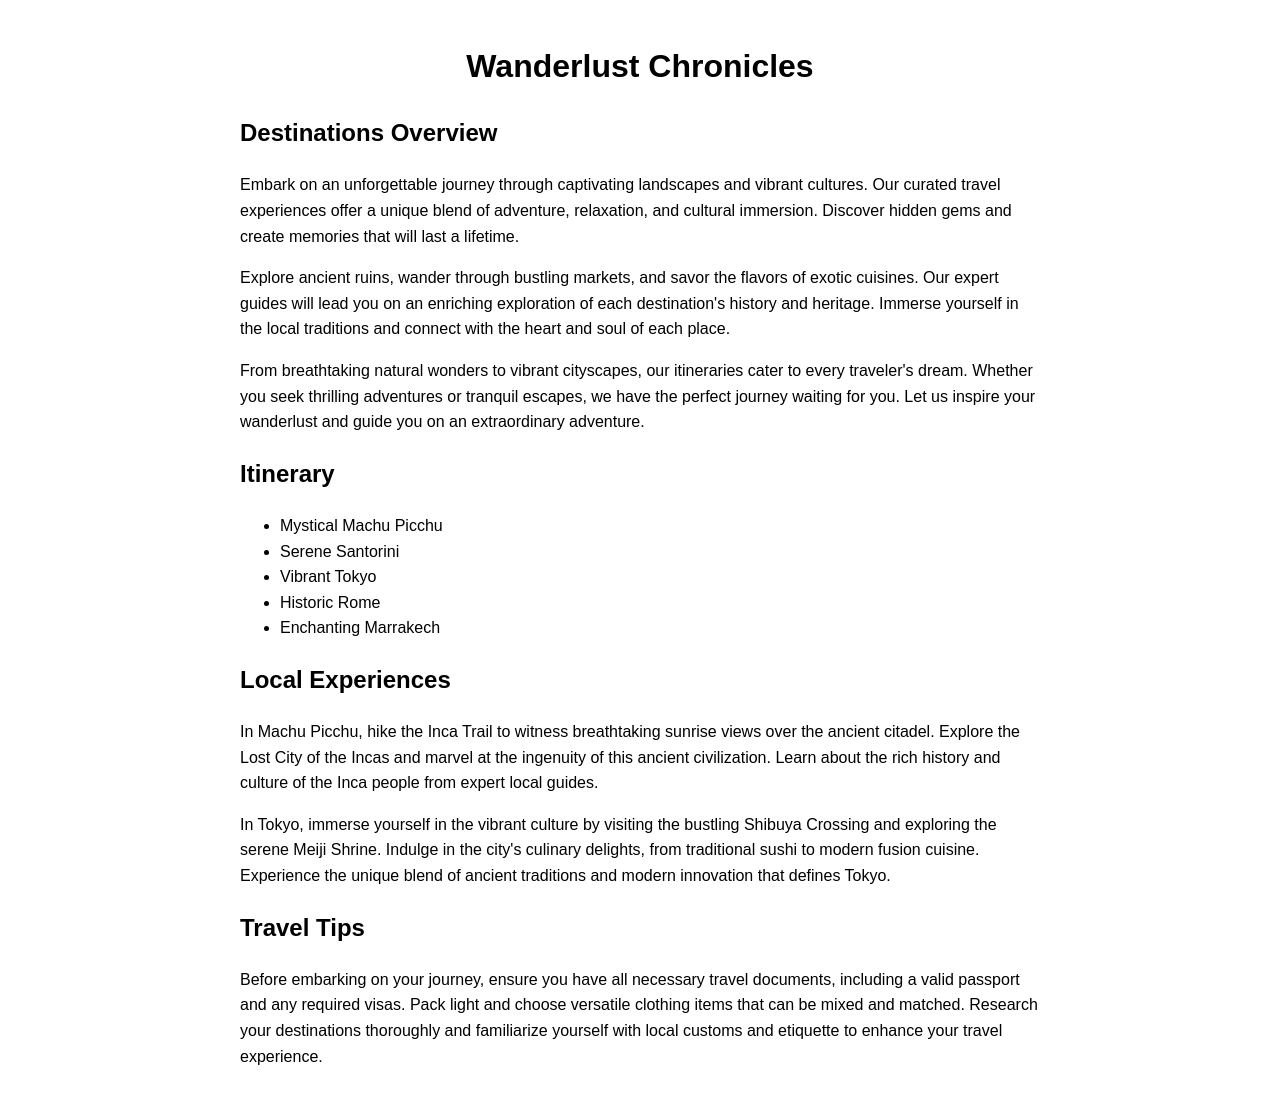 Wanderlust Chronicles
Destinations Overview
Embark on an unforgettable journey through captivating landscapes and vibrant cultures. Our curated travel
experiences offer a unique blend of adventure, relaxation, and cultural immersion. Discover hidden gems and
create memories that will last a lifetime.
Explore ancient ruins, wander through bustling markets, and savor the flavors of exotic cuisines. Our expert
guides will lead you on an enriching exploration of each destination's history and heritage. Immerse yourself in
the local traditions and connect with the heart and soul of each place.
From breathtaking natural wonders to vibrant cityscapes, our itineraries cater to every traveler's dream. Whether
you seek thrilling adventures or tranquil escapes, we have the perfect journey waiting for you. Let us inspire your
wanderlust and guide you on an extraordinary adventure.
Itinerary
• Mystical Machu Picchu
• Serene Santorini
• Vibrant Tokyo
• Historic Rome
• Enchanting Marrakech
Local Experiences
In Machu Picchu, hike the Inca Trail to witness breathtaking sunrise views over the ancient citadel. Explore the
Lost City of the Incas and marvel at the ingenuity of this ancient civilization. Learn about the rich history and
culture of the Inca people from expert local guides.
In Tokyo, immerse yourself in the vibrant culture by visiting the bustling Shibuya Crossing and exploring the
serene Meiji Shrine. Indulge in the city's culinary delights, from traditional sushi to modern fusion cuisine.
Experience the unique blend of ancient traditions and modern innovation that defines Tokyo.
Travel Tips
Before embarking on your journey, ensure you have all necessary travel documents, including a valid passport
and any required visas. Pack light and choose versatile clothing items that can be mixed and matched. Research
your destinations thoroughly and familiarize yourself with local customs and etiquette to enhance your travel
experience.